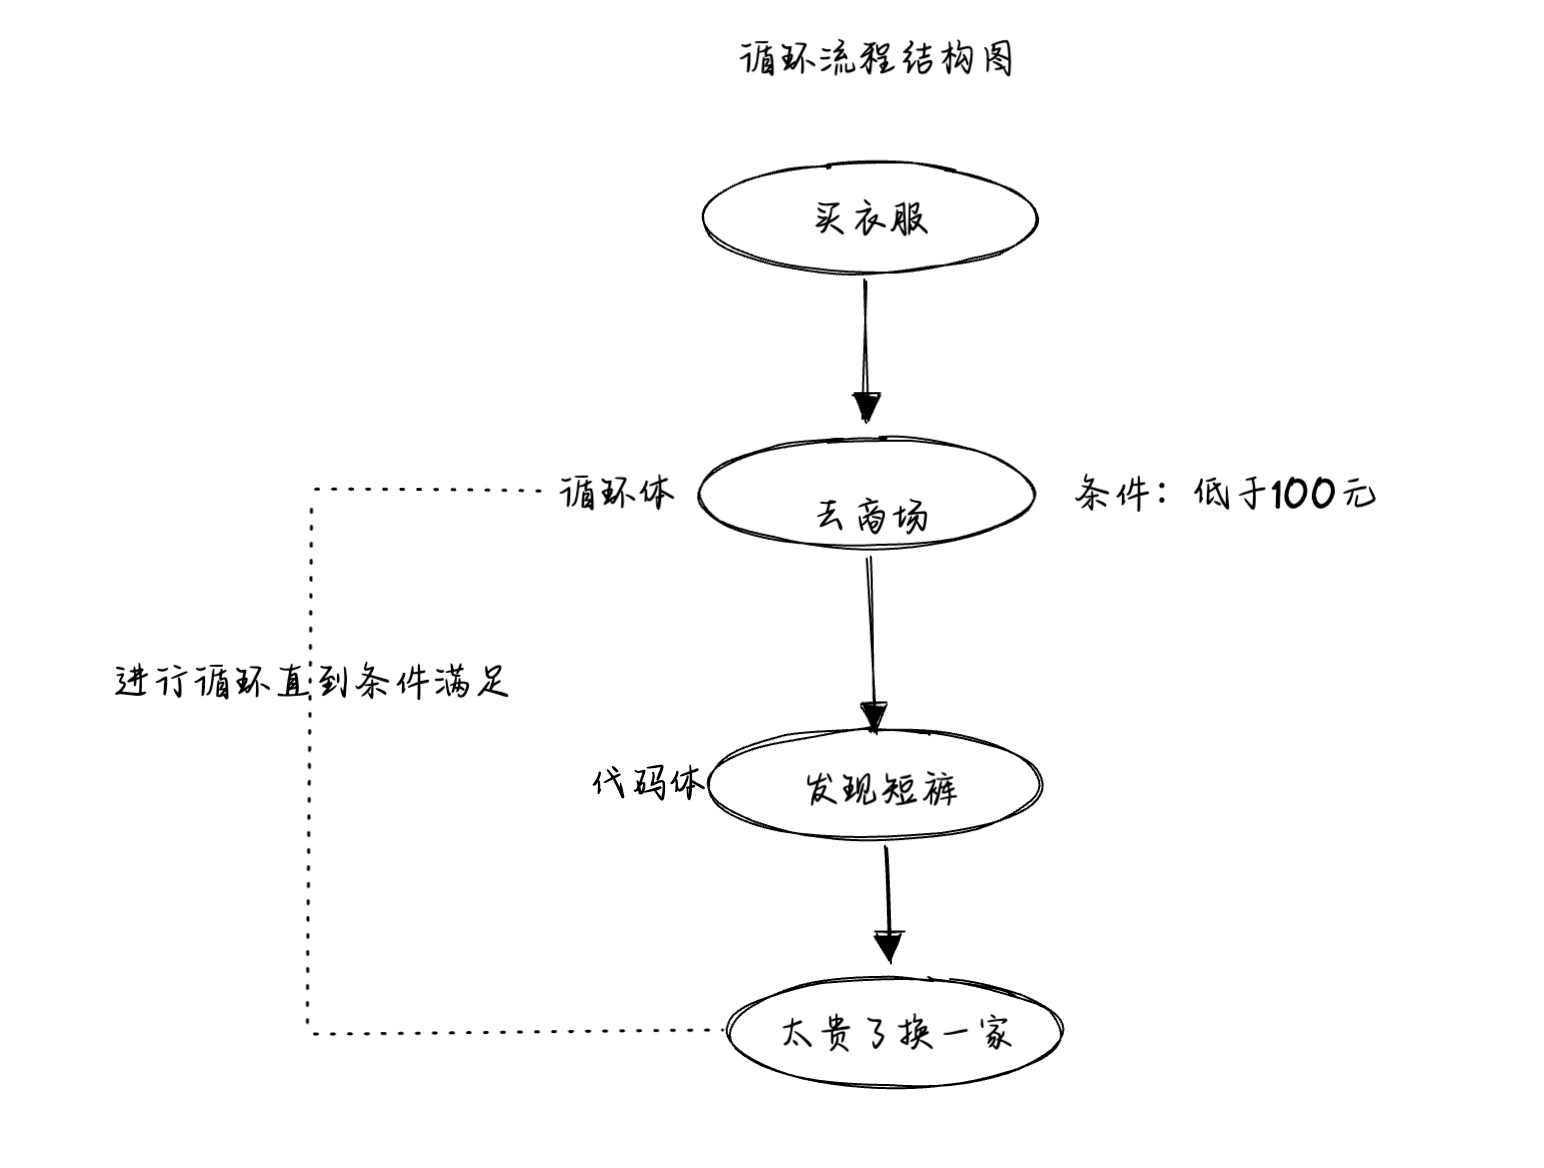 循环流程结构图
买衣服
循环体
去商场
条件：低于100元
进行循环直到条件满足
代码体
发现短裤
太贵了换一家